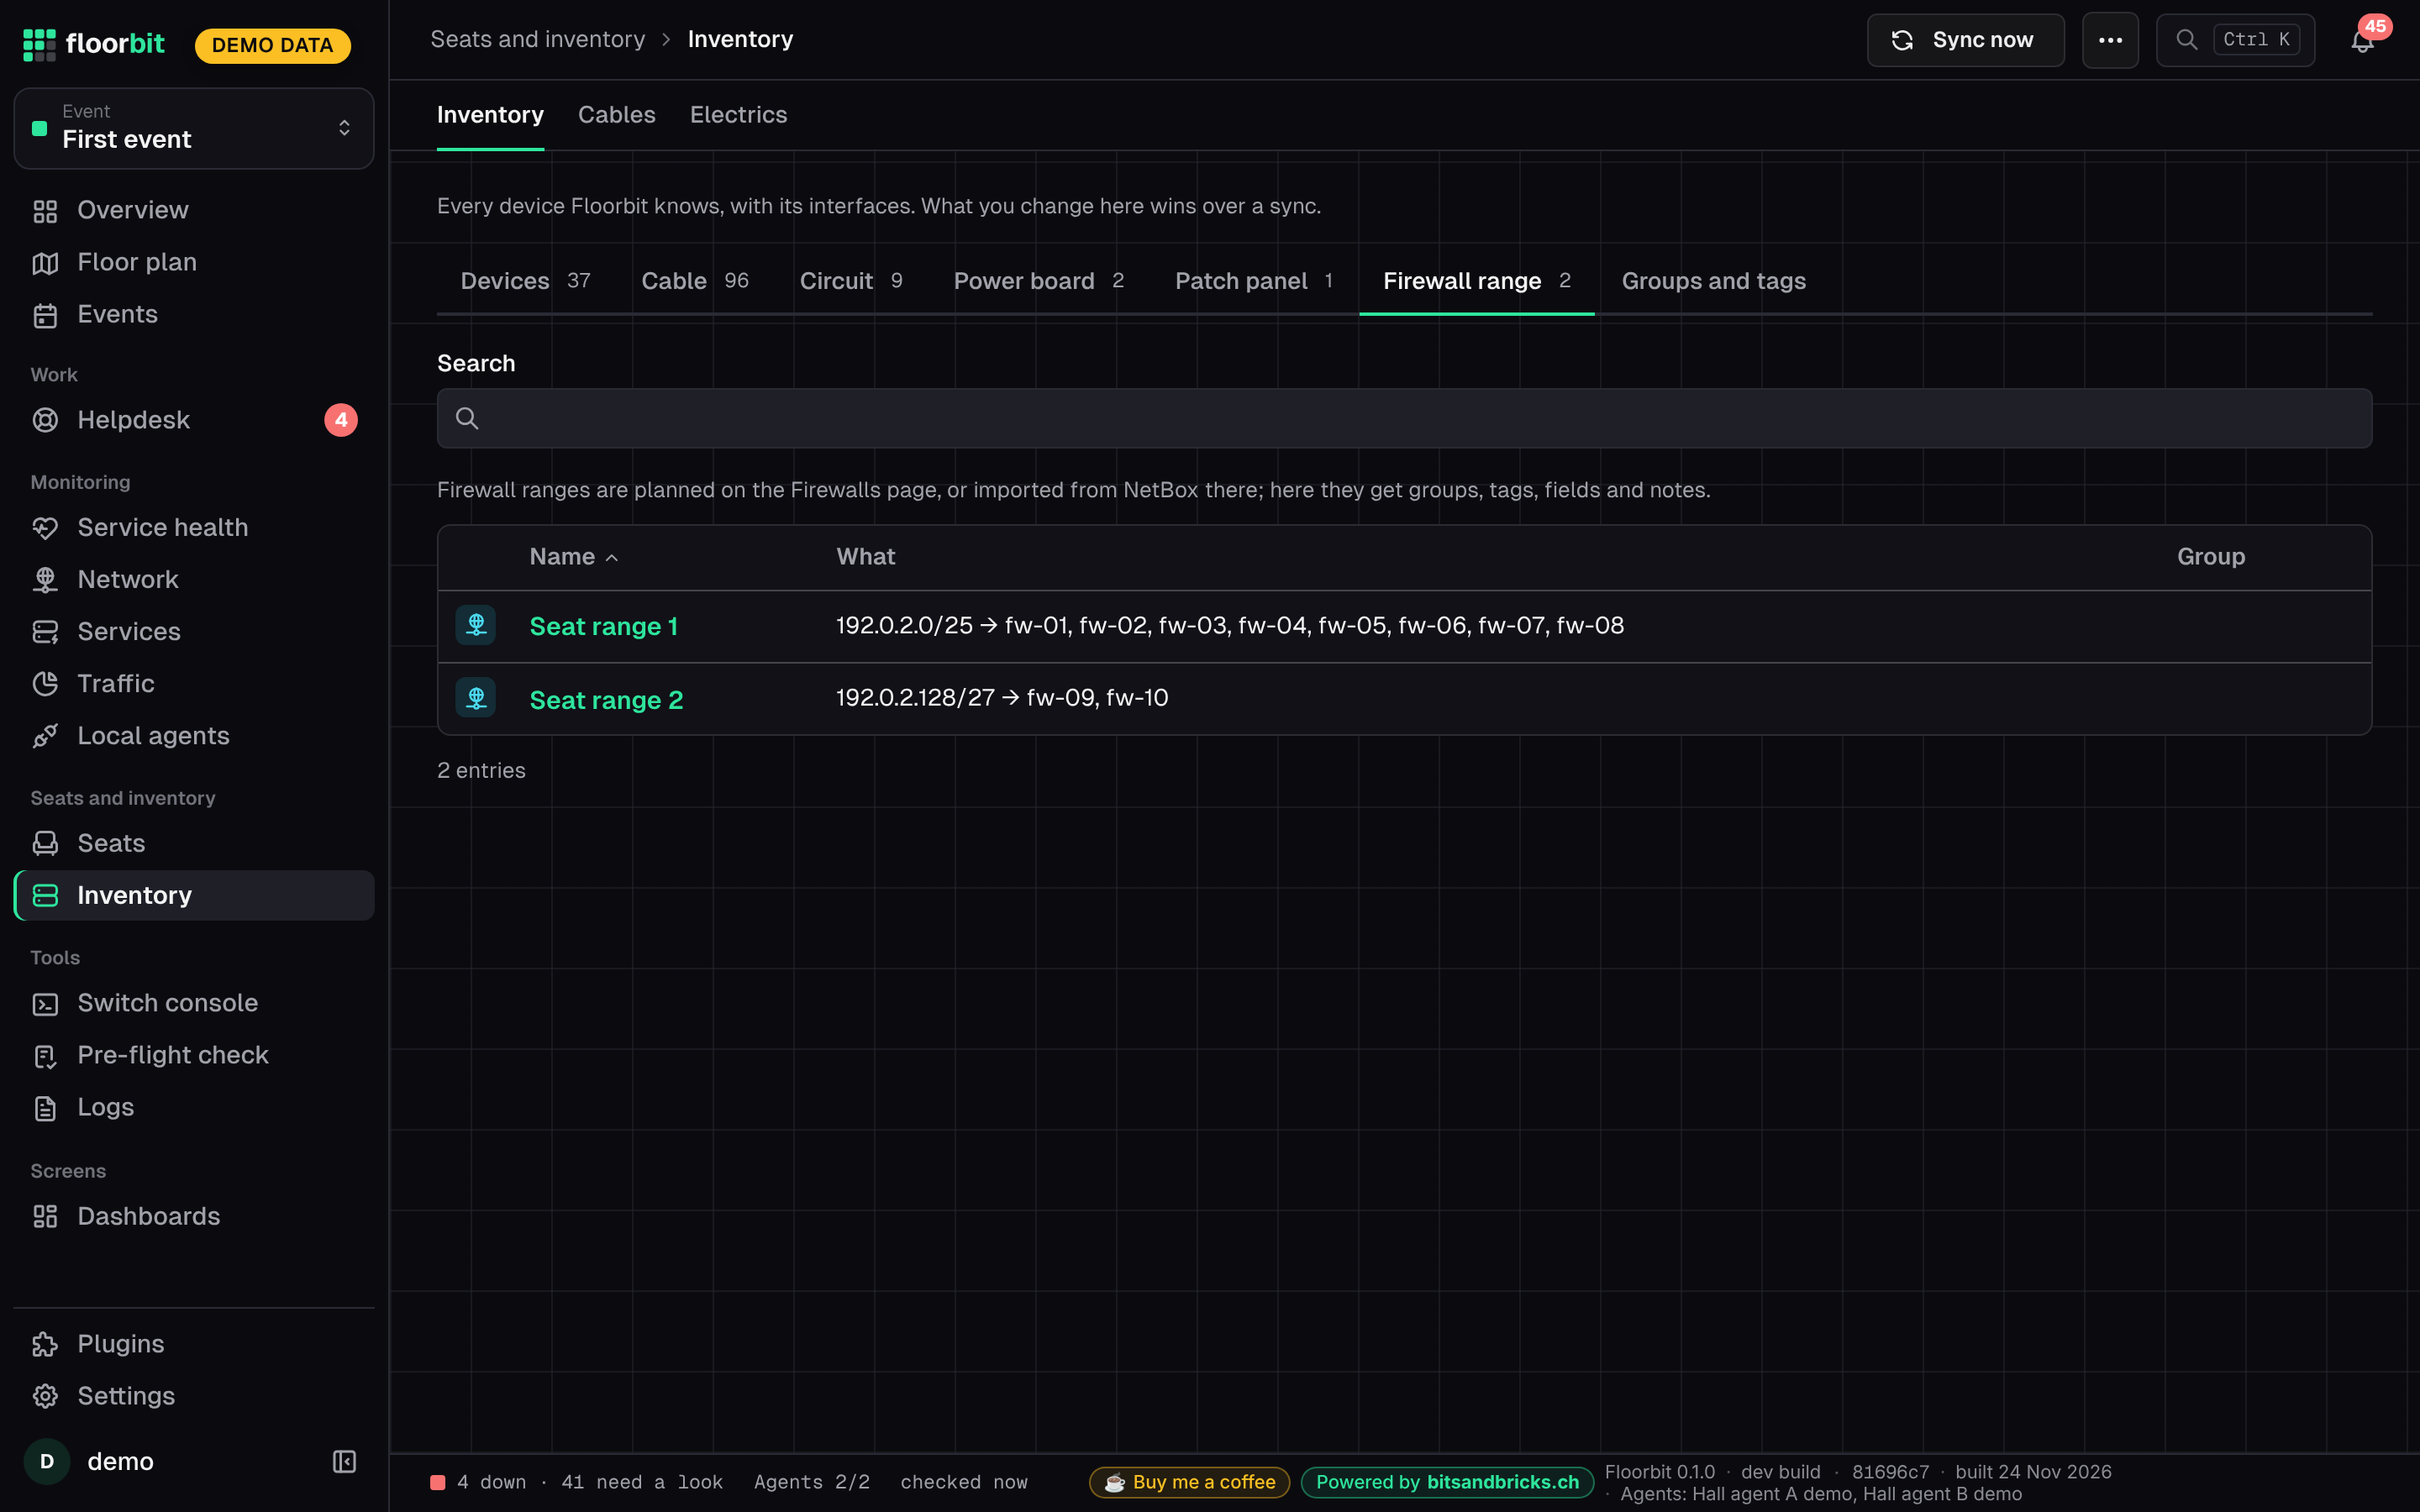 floorbit DEMO DATA
Event
First event
Overview
Floor plan
Events
Work
Helpdesk 4
Monitoring
Service health
Network
Services
Traffic
Local agents
Seats and inventory
Seats
Inventory
Tools
Switch console
Pre-flight check
Logs
Screens
Dashboards
Plugins
Settings
D demo
Seats and inventory > Inventory
Sync now
Ctrl K
45
Inventory Cables Electrics
Every device Floorbit knows, with its interfaces. What you change here wins over a sync.
Devices 37 Cable 96 Circuit 9 Power board 2 Patch panel 1 Firewall range 2 Groups and tags
Search
Firewall ranges are planned on the Firewalls page, or imported from NetBox there; here they get groups, tags, fields and notes.
Name What Group
Seat range 1 192.0.2.0/25 → fw-01, fw-02, fw-03, fw-04, fw-05, fw-06, fw-07, fw-08
Seat range 2 192.0.2.128/27 → fw-09, fw-10
2 entries
4 down · 41 need a look Agents 2/2 checked now
Buy me a coffee
Powered by bitsandbricks.ch
Floorbit 0.1.0 · dev build · 81696c7 · built 24 Nov 2026
· Agents: Hall agent A demo, Hall agent B demo